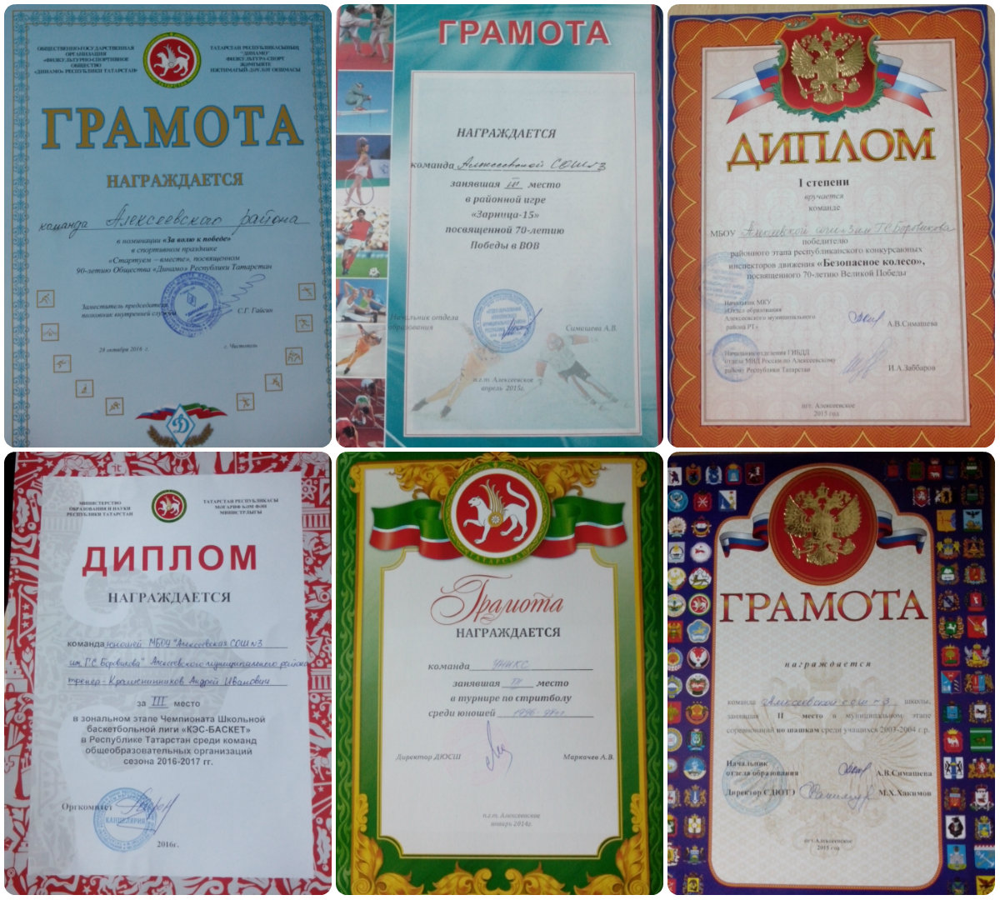 ОБЩЕСТВЕННО-ГОСУДАРСТВЕННАЯ
ОРГАНИЗАЦИЯ
«ФИЗКУЛЬТУРНО-СПОРТИВНОЕ
ОБЩЕСТВО
«ДИНАМО» РЕСПУБЛИКИ ТАТАРСТАН»
ТАТАРСТАН РЕСПУБЛИКАСЫНЫҢ
"ДИНАМО"
ФИЗКУЛЬТУРА-СПОРТ
ҖӘМГЫЯТЕ
ИҖТИМАГЫЙ-ДӘҮЛӘТ ОЕШМАСЫ
ТАТАРСТАН
ГРАМОТА
НАГРАЖДАЕТСЯ
команда Алексеевского района
в номинации «За волю к победе»
в спортивном празднике
«Стартуем – вместе», посвященном
90-летию Общества «Динамо» Республики Татарстан
Заместитель председателя
полковник внутренней службы
С.Г. Гайсин
29 октября 2016 г.
г. Чистополь
Д
ГРАМОТА
НАГРАЖДАЕТСЯ
команда Алексеевской СОШ №3
занявшая III место
в районной игре
«Зарница-15»
посвященной 70-летию
Победы в ВОВ
Начальник отдела
образования
Симашева А.В.
п.г.т. Алексеевское
апрель 2015г.
ДИПЛОМ
I степени
вручается
команде
МБОУ Алексеевской сош №3 им Г.С.Боровикова
победителю
районного этапа республиканского конкурса юных
инспекторов движения «Безопасное колесо»,
посвященного 70-летию Великой Победы
Начальник МКУ
«Отдел образования
Алексеевского муниципального
района РТ»
А.В.Симашева
Начальник отделения ГИБДД
отдела МВД России по Алексеевскому
району Республики Татарстан
И.А.Заббаров
пгт. Алексеевское
2015 год
МИНИСТЕРСТВО
ОБРАЗОВАНИЯ И НАУКИ
РЕСПУБЛИКИ ТАТАРСТАН
ТАТАРСТАН РЕСПУБЛИКАСЫ
МӘГАРИФ ҺӘМ ФӘН
МИНИСТРЛЫГЫ
ДИПЛОМ
НАГРАЖДАЕТСЯ
команда юношей МБОУ "Алексеевская СОШ №3
им. Г.С. Боровикова" Алексеевского муниципального района
тренер - Крашенинников Андрей Иванович
за III место
в зональном этапе Чемпионата Школьной
баскетбольной лиги «КЭС-БАСКЕТ»
в Республике Татарстан среди команд
общеобразовательных организаций
сезона 2016-2017 гг.
Оргкомитет
КАНЦЕЛЯРИЯ
2016г.
ТАТАРСТАН
Грамота
НАГРАЖДАЕТСЯ
команда УНИКС
занявшая место
в турнире по стритболу
среди юношей
Директор ДЮСШ
Маркачев А.В.
п.г.т. Алексеевское
январь 2014г.
ГРАМОТА
награждается
команда Алексеевской сош №3 школы,
занявшая II место в муниципальном этапе
соревнований по шашкам среди учащихся 2003-2004 г.р.
Начальник
отдела образования
А.В.Симашева
Директор СДЮТЭ
М.Х.Хакимов
пгт.Алексеевское
2015 год